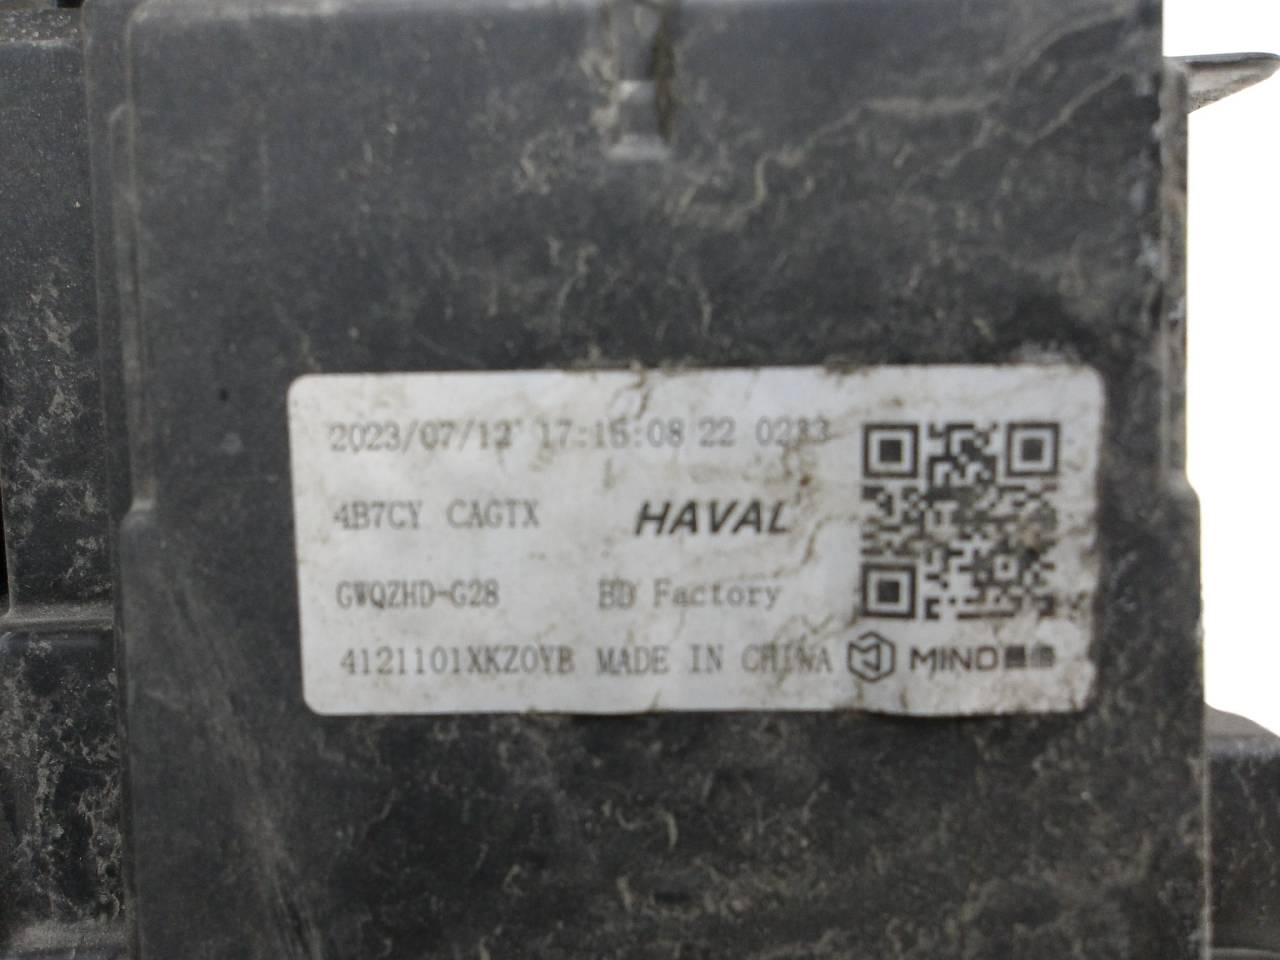 2023/07/12 17:15:08 22 0233
4B7CY CAGTX HAVAL
GWQZHD-G28 BD Factory
4121101XKZ0YB MADE IN CHINA MIND